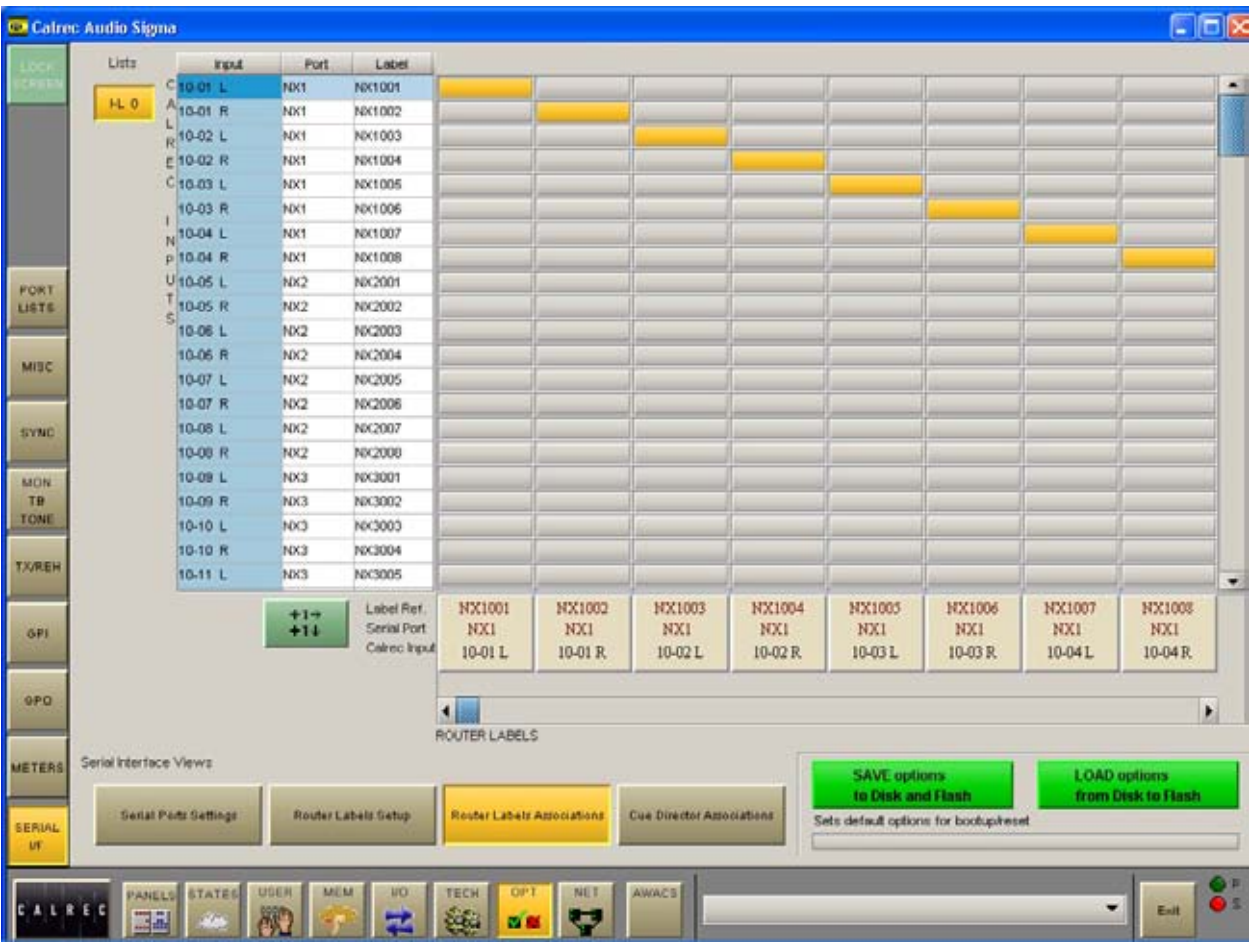 Calrec Audio Sigma
LOCK SCREEN
Lists
I-L 0
CALREC INPUTS
Input Port Label
10-01 L NX1 NX1001
10-01 R NX1 NX1002
10-02 L NX1 NX1003
10-02 R NX1 NX1004
10-03 L NX1 NX1005
10-03 R NX1 NX1006
10-04 L NX1 NX1007
10-04 R NX1 NX1008
10-05 L NX2 NX2001
10-05 R NX2 NX2002
10-06 L NX2 NX2003
10-06 R NX2 NX2004
10-07 L NX2 NX2005
10-07 R NX2 NX2006
10-08 L NX2 NX2007
10-08 R NX2 NX2008
10-09 L NX3 NX3001
10-09 R NX3 NX3002
10-10 L NX3 NX3003
10-10 R NX3 NX3004
10-11 L NX3 NX3005
PORT LISTS
MISC
SYNC
MON TB TONE
TX/REH
GPI
GPO
METERS
SERIAL I/F
+1→
+1↓
Label Ref. NX1001 NX1002 NX1003 NX1004 NX1005 NX1006 NX1007 NX1008
Serial Port NX1 NX1 NX1 NX1 NX1 NX1 NX1 NX1
Calrec Input 10-01 L 10-01 R 10-02 L 10-02 R 10-03 L 10-03 R 10-04 L 10-04 R
ROUTER LABELS
Serial Interface Views
Serial Ports Settings
Router Labels Setup
Router Labels Associations
Cue Director Associations
SAVE options
to Disk and Flash
LOAD options
from Disk to Flash
Sets default options for bootup/reset
CALREC
PANELS
STATES
USER
MEM
I/O
TECH
OPT
NET
AWACS
Exit
P
S